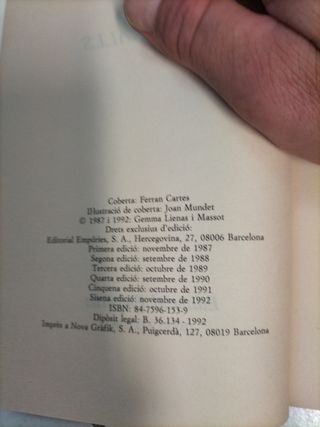 Coberta: Ferran Cartes
Il·lustració de coberta: Joan Mundet
© 1987 i 1992: Gemma Lienas i Massot
Drets exclusius d'edició:
Editorial Empúries, S. A., Hercegovina, 27, 08006 Barcelona
Primera edició: novembre de 1987
Segona edició: setembre de 1988
Tercera edició: octubre de 1989
Quarta edició: setembre de 1990
Cinquena edició: octubre de 1991
Sisena edició: novembre de 1992
ISBN: 84-7596-153-9
Dipòsit legal: B. 36.134 - 1992
Imprès a Nova Gràfik, S. A., Puigcerdà, 127, 08019 Barcelona